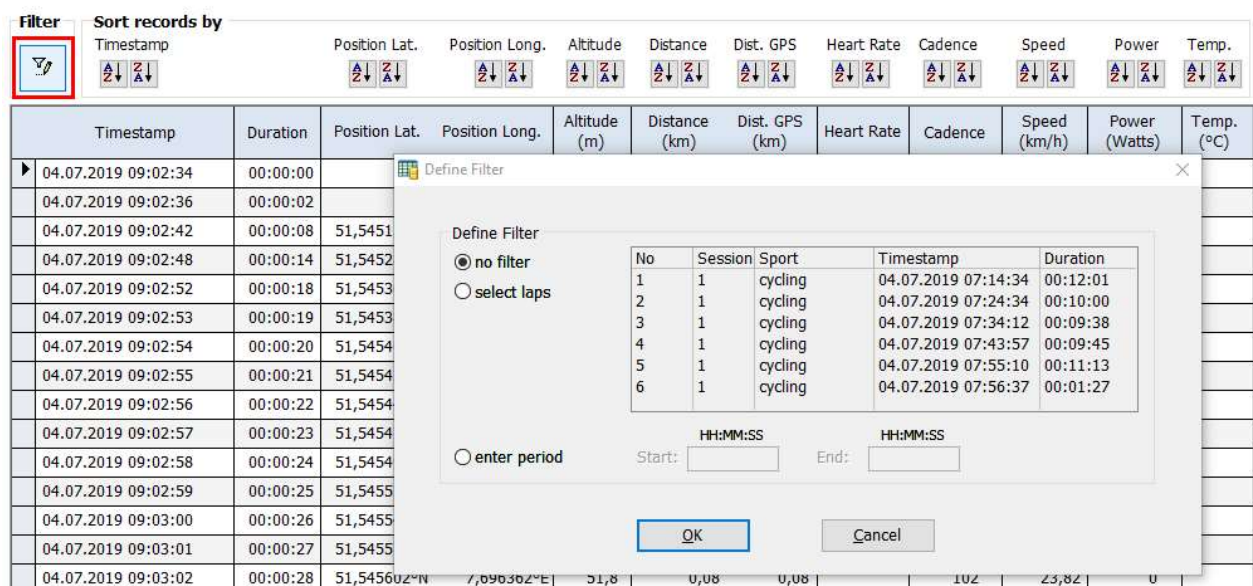 Filter Sort records by
Timestamp Position Lat. Position Long. Altitude Distance Dist. GPS Heart Rate Cadence Speed Power Temp.
Timestamp Duration Position Lat. Position Long. Altitude (m) Distance (km) Dist. GPS (km) Heart Rate Cadence Speed (km/h) Power (Watts) Temp. (°C)
04.07.2019 09:02:34 00:00:00
04.07.2019 09:02:36 00:00:02
04.07.2019 09:02:42 00:00:08 51,5451
04.07.2019 09:02:48 00:00:14 51,5452
04.07.2019 09:02:52 00:00:18 51,5453
04.07.2019 09:02:53 00:00:19 51,5453
04.07.2019 09:02:54 00:00:20 51,5454
04.07.2019 09:02:55 00:00:21 51,5454
04.07.2019 09:02:56 00:00:22 51,5454
04.07.2019 09:02:57 00:00:23 51,5454
04.07.2019 09:02:58 00:00:24 51,5454
04.07.2019 09:02:59 00:00:25 51,5455
04.07.2019 09:03:00 00:00:26 51,5455
04.07.2019 09:03:01 00:00:27 51,5455
04.07.2019 09:03:02 00:00:28 51,545602°N 7,696362°E 51,8 0,08 0,08 102 23,82 0
Define Filter
Define Filter
no filter
select laps
No Session Sport Timestamp Duration
1 1 cycling 04.07.2019 07:14:34 00:12:01
2 1 cycling 04.07.2019 07:24:34 00:10:00
3 1 cycling 04.07.2019 07:34:12 00:09:38
4 1 cycling 04.07.2019 07:43:57 00:09:45
5 1 cycling 04.07.2019 07:55:10 00:11:13
6 1 cycling 04.07.2019 07:56:37 00:01:27
HH:MM:SS HH:MM:SS
enter period Start: End:
OK Cancel